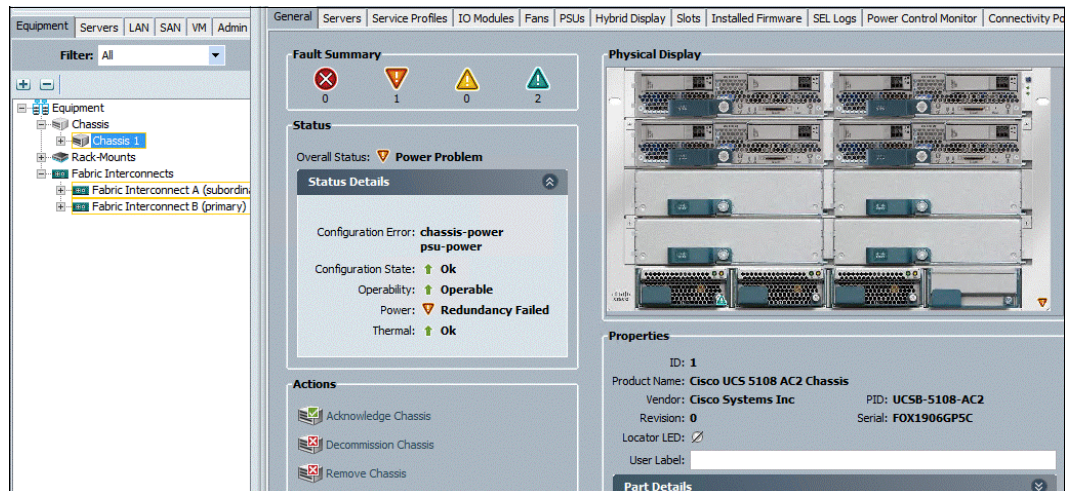 Equipment Servers LAN SAN VM Admin
Filter: All
Equipment
Chassis
Chassis 1
Rack-Mounts
Fabric Interconnects
Fabric Interconnect A (subordina
Fabric Interconnect B (primary)
General Servers Service Profiles IO Modules Fans PSUs Hybrid Display Slots Installed Firmware SEL Logs Power Control Monitor Connectivity Po
Fault Summary
0 1 0 2
Status
Overall Status: Power Problem
Status Details
Configuration Error: chassis-power
psu-power
Configuration State: Ok
Operability: Operable
Power: Redundancy Failed
Thermal: Ok
Actions
Acknowledge Chassis
Decommission Chassis
Remove Chassis
Physical Display
Properties
ID: 1
Product Name: Cisco UCS 5108 AC2 Chassis
Vendor: Cisco Systems Inc PID: UCSB-5108-AC2
Revision: 0 Serial: FOX1906GP5C
Locator LED:
User Label:
Part Details